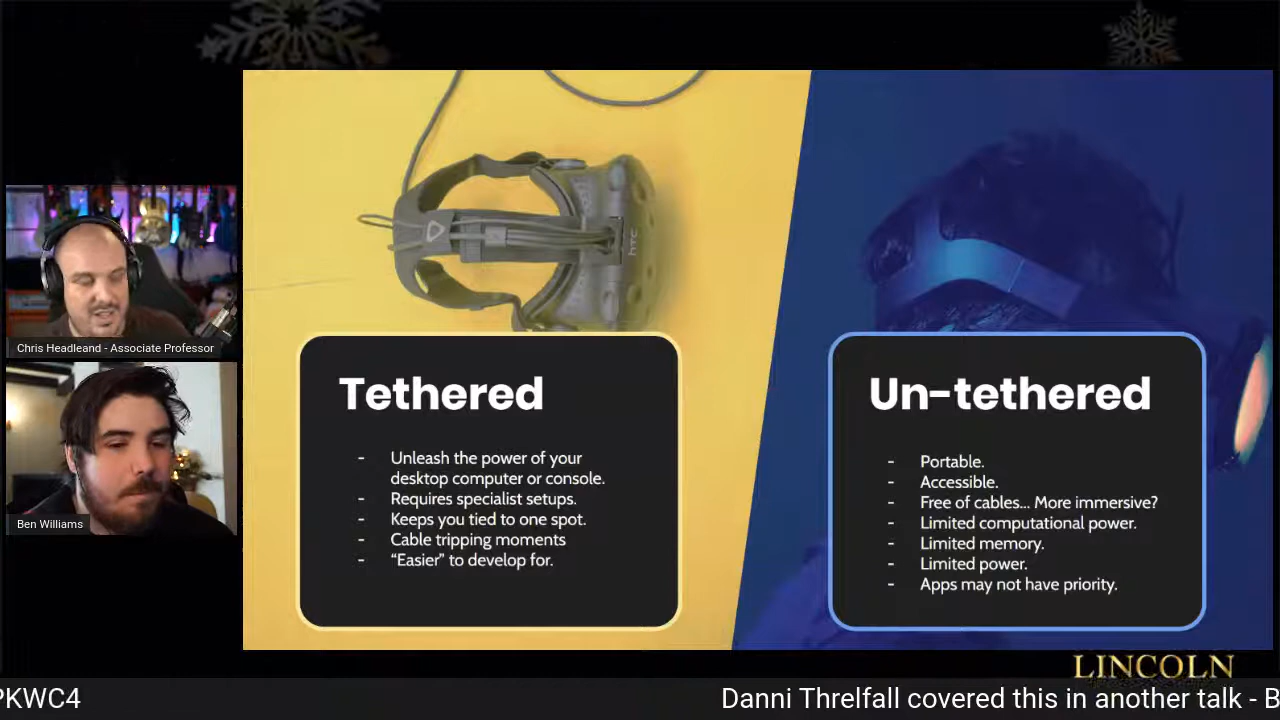 Chris Headleand - Associate Professor
Ben Williams
hTC
Tethered
- Unleash the power of your
desktop computer or console.
- Requires specialist setups.
- Keeps you tied to one spot.
- Cable tripping moments
- “Easier” to develop for.
Un-tethered
- Portable.
- Accessible.
- Free of cables... More immersive?
- Limited computational power.
- Limited memory.
- Limited power.
- Apps may not have priority.
LINCOLN
PKWC4
Danni Threlfall covered this in another talk - B